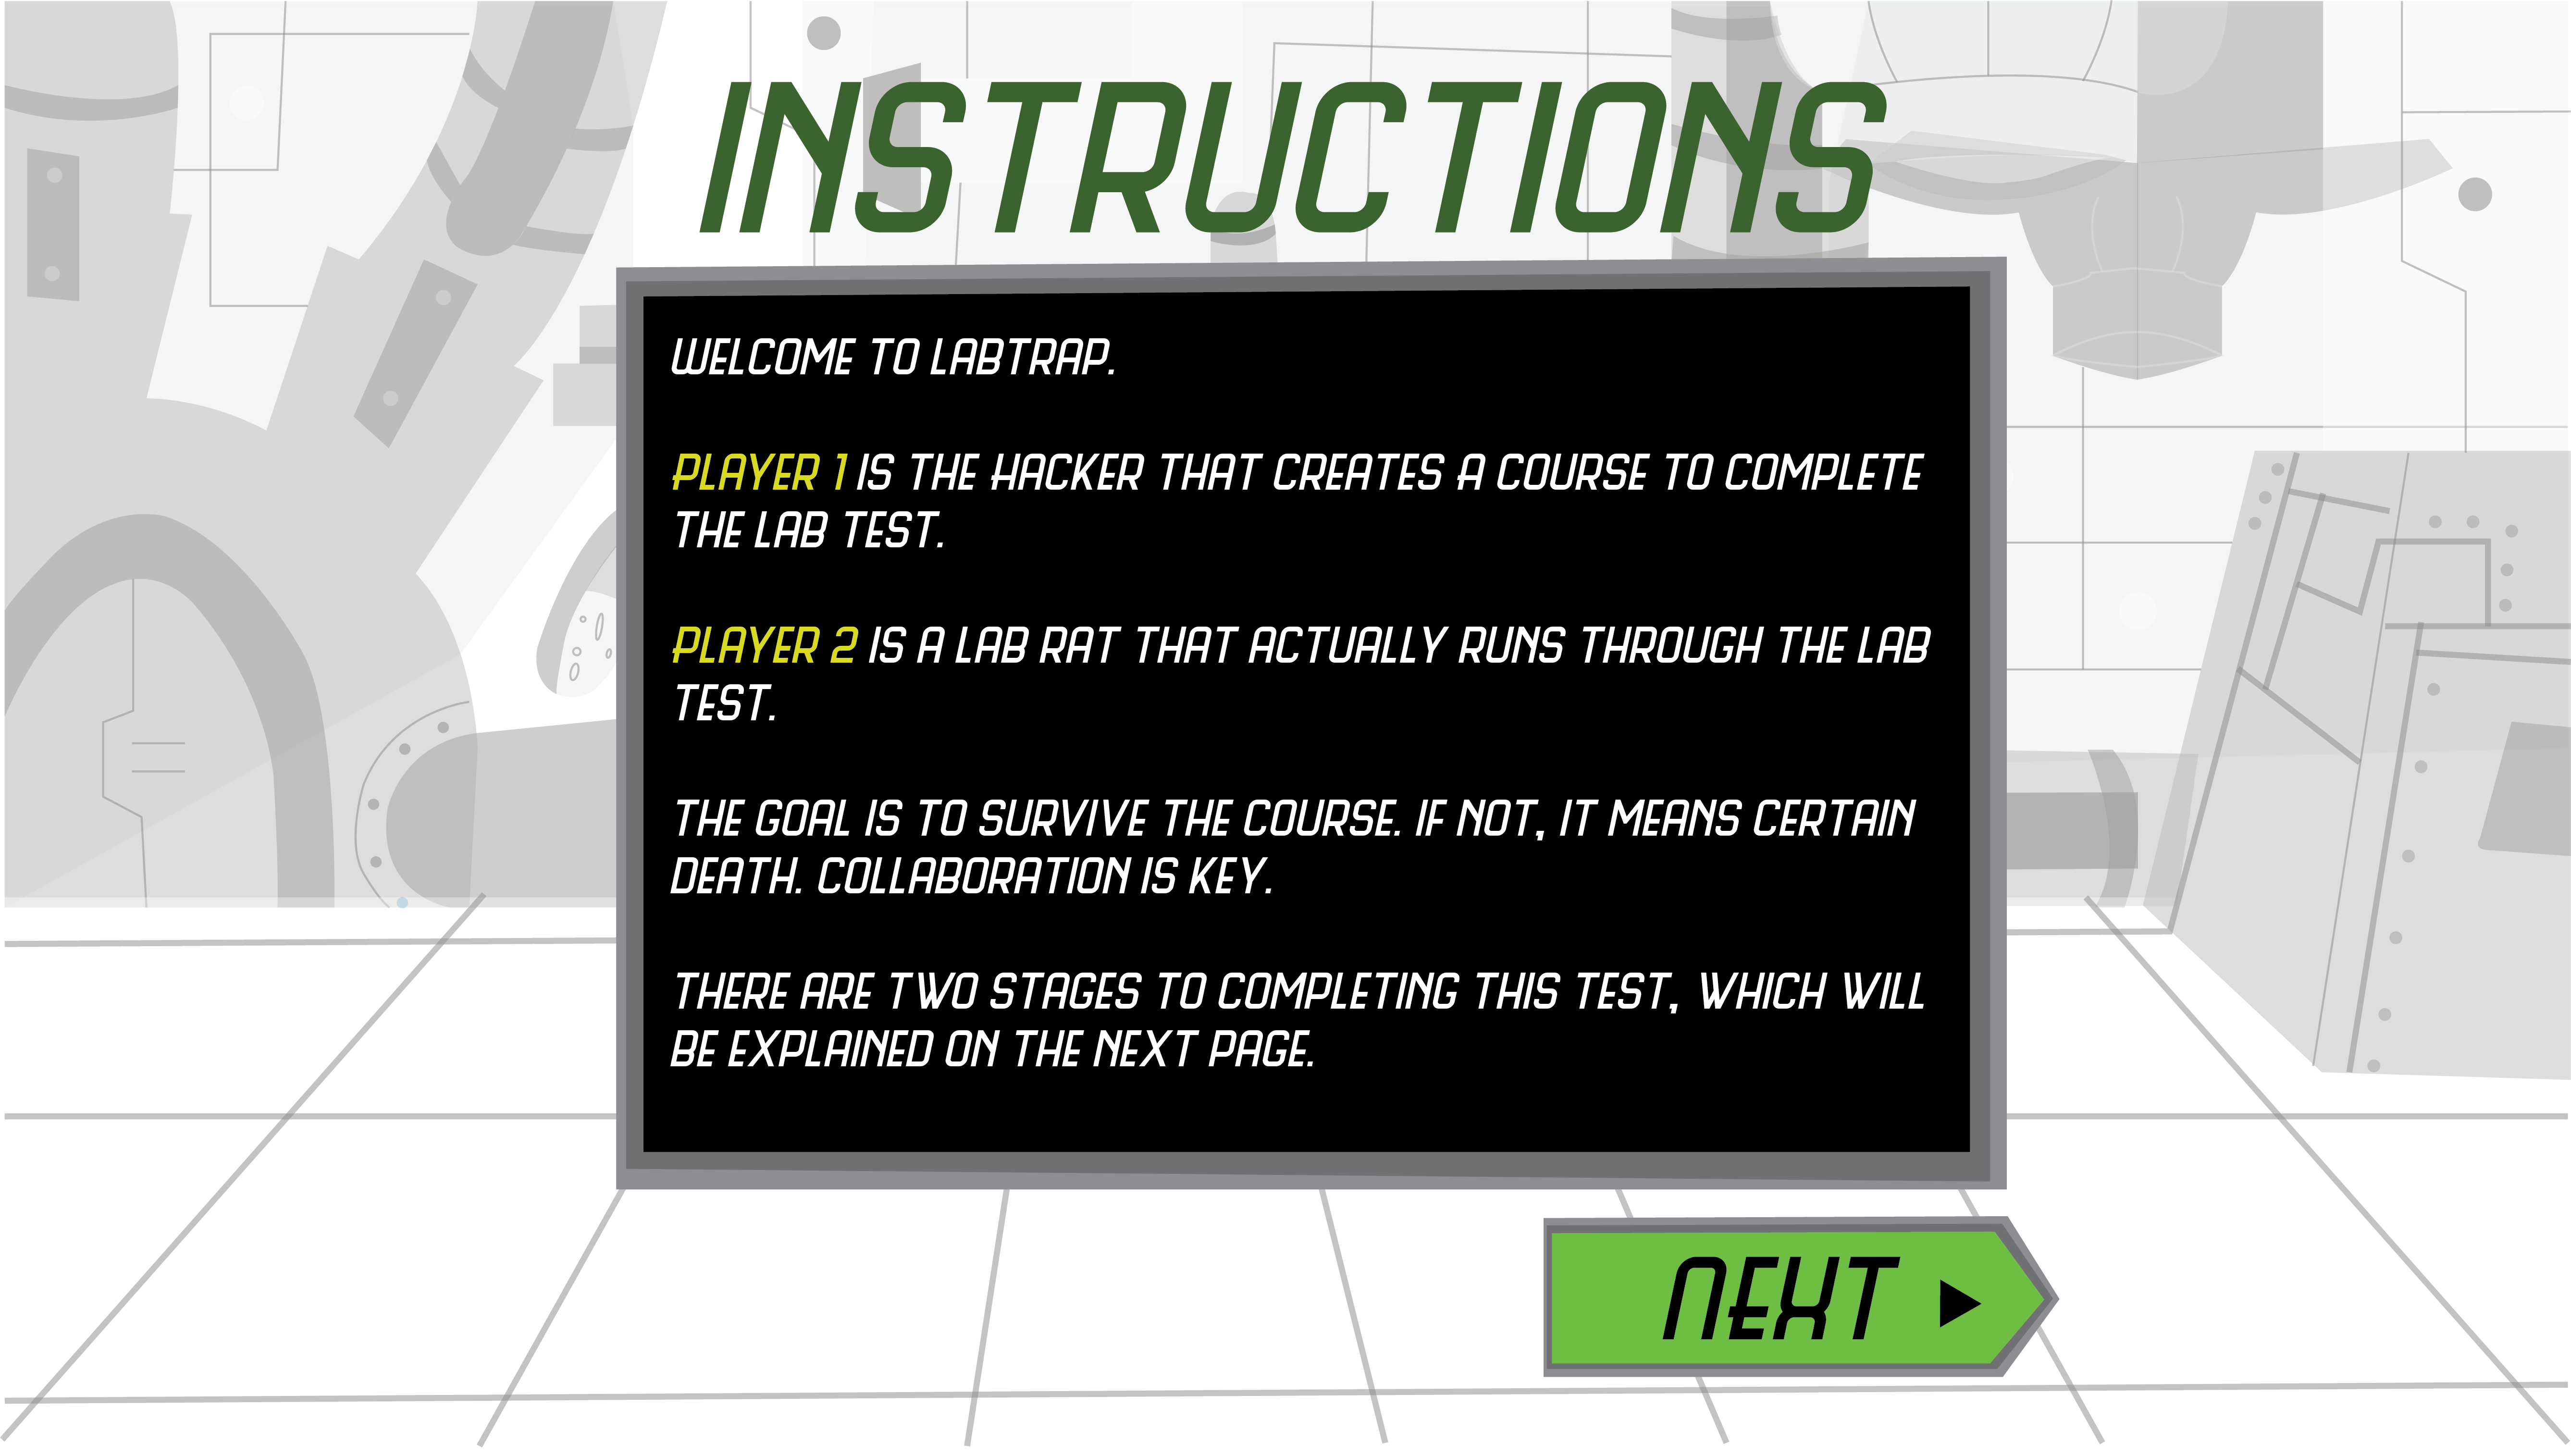 INSTRUCTIONS
WELCOME TO LABTRAP.
PLAYER 1 IS THE HACKER THAT CREATES A COURSE TO COMPLETE
THE LAB TEST.
PLAYER 2 IS A LAB RAT THAT ACTUALLY RUNS THROUGH THE LAB
TEST.
THE GOAL IS TO SURVIVE THE COURSE. IF NOT, IT MEANS CERTAIN
DEATH. COLLABORATION IS KEY.
THERE ARE TWO STAGES TO COMPLETING THIS TEST, WHICH WILL
BE EXPLAINED ON THE NEXT PAGE.
NEXT